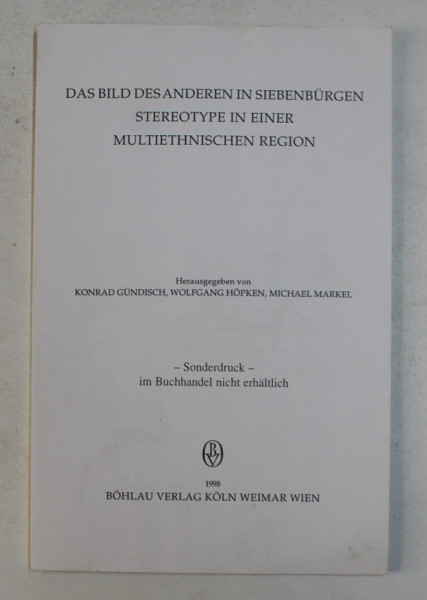 DAS BILD DES ANDEREN IN SIEBENBÜRGEN
STEREOTYPE IN EINER
MULTIETHNISCHEN REGION
Herausgegeben von
KONRAD GÜNDISCH, WOLFGANG HÖPKEN, MICHAEL MARKEL
– Sonderdruck –
im Buchhandel nicht erhältlich
BV
1998
BÖHLAU VERLAG KÖLN WEIMAR WIEN